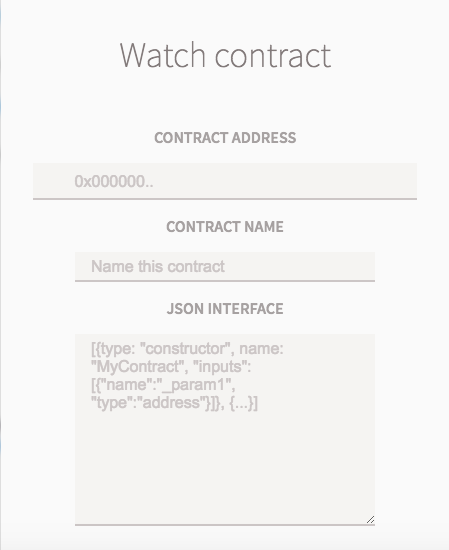 Watch contract
CONTRACT ADDRESS
0x000000..
CONTRACT NAME
Name this contract
JSON INTERFACE
[{type: "constructor", name:
"MyContract", "inputs":
[{"name":"_param1",
"type":"address"}]}, {...}]